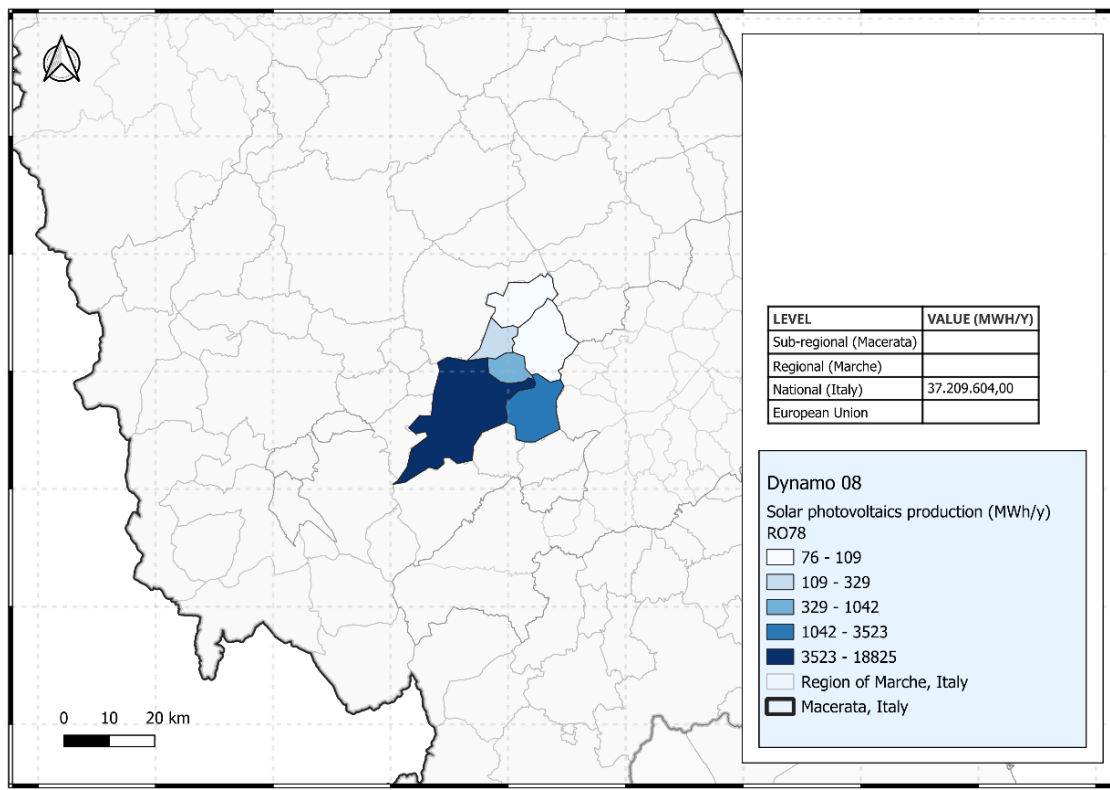 LEVEL VALUE (MWH/Y)
Sub-regional (Macerata)
Regional (Marche)
National (Italy) 37.209.604,00
European Union
Dynamo 08
Solar photovoltaics production (MWh/y)
RO78
76 - 109
109 - 329
329 - 1042
1042 - 3523
3523 - 18825
Region of Marche, Italy
Macerata, Italy
0 10 20 km